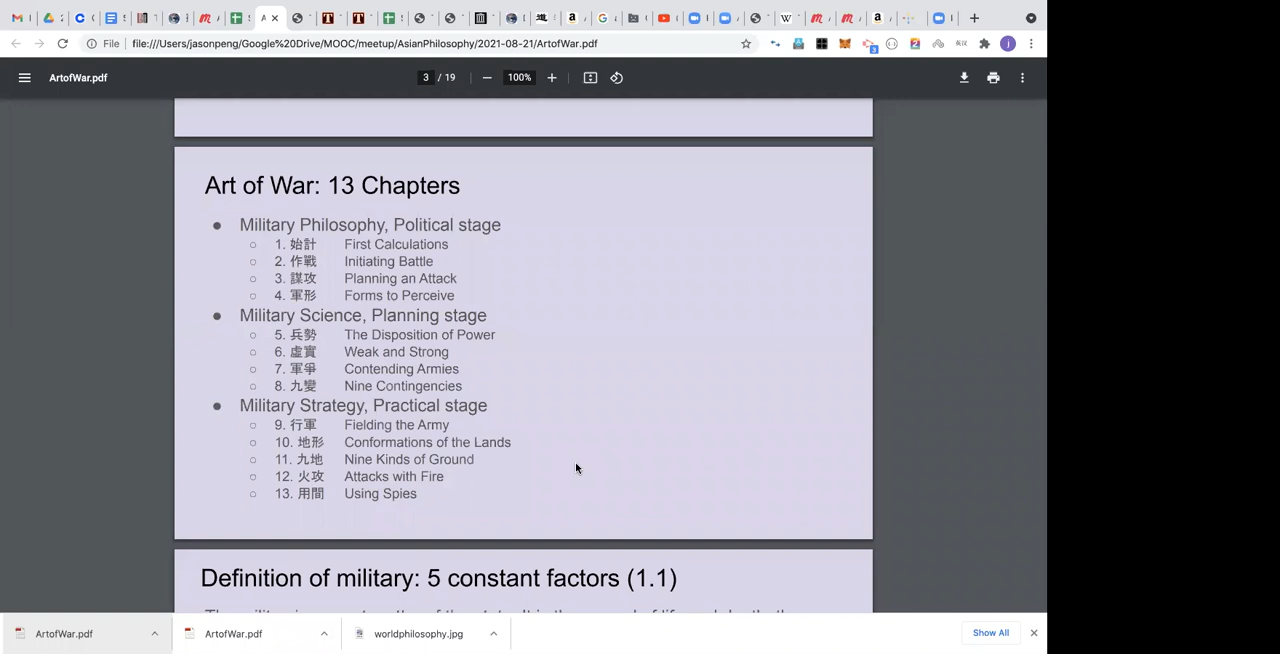 File
file:///Users/jasonpeng/Google%20Drive/MOOC/meetup/AsianPhilosophy/2021-08-21/ArtofWar.pdf
ArtofWar.pdf
3 / 19
100%
Art of War: 13 Chapters
● Military Philosophy, Political stage
○ 1. 始計 First Calculations
○ 2. 作戰 Initiating Battle
○ 3. 謀攻 Planning an Attack
○ 4. 軍形 Forms to Perceive
● Military Science, Planning stage
○ 5. 兵勢 The Disposition of Power
○ 6. 虛實 Weak and Strong
○ 7. 軍爭 Contending Armies
○ 8. 九變 Nine Contingencies
● Military Strategy, Practical stage
○ 9. 行軍 Fielding the Army
○ 10. 地形 Conformations of the Lands
○ 11. 九地 Nine Kinds of Ground
○ 12. 火攻 Attacks with Fire
○ 13. 用間 Using Spies
Definition of military: 5 constant factors (1.1)
ArtofWar.pdf
ArtofWar.pdf
worldphilosophy.jpg
Show All